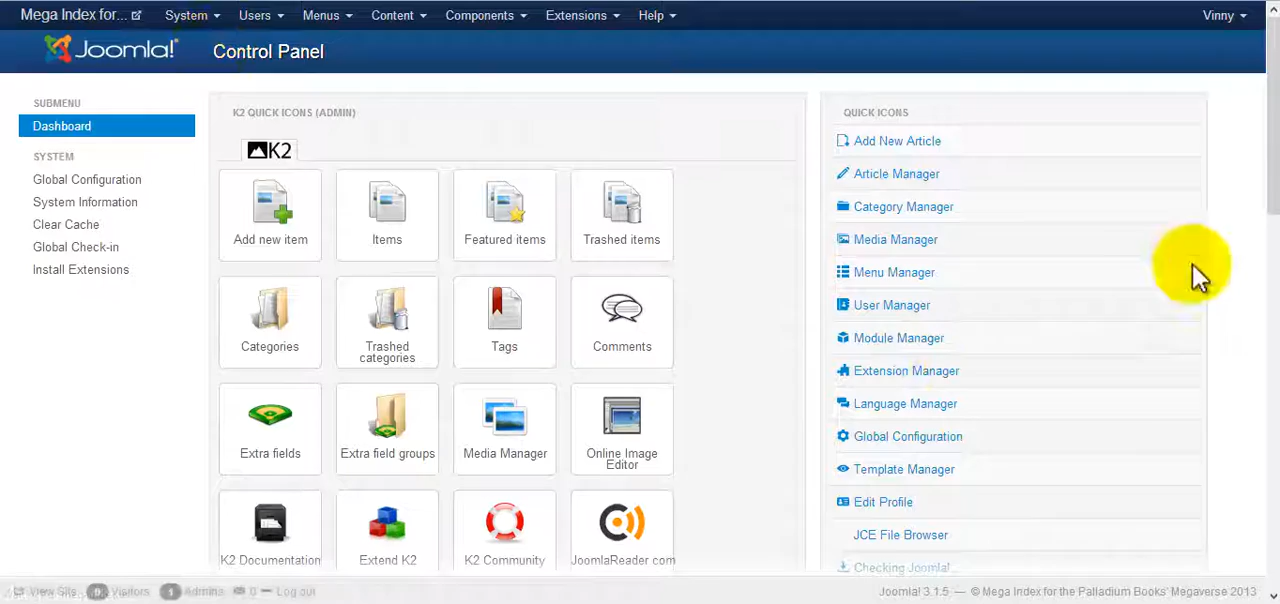 Mega Index for... System Users Menus Content Components Extensions Help Vinny
Joomla!® Control Panel
SUBMENU
Dashboard
SYSTEM
Global Configuration
System Information
Clear Cache
Global Check-in
Install Extensions
K2 QUICK ICONS (ADMIN)
K2
Add new item
Items
Featured items
Trashed items
Categories
Trashed
categories
Tags
Comments
Extra fields
Extra field groups
Media Manager
Online Image
Editor
K2 Documentation
Extend K2
K2 Community
JoomlaReader.com
QUICK ICONS
Add New Article
Article Manager
Category Manager
Media Manager
Menu Manager
User Manager
Module Manager
Extension Manager
Language Manager
Global Configuration
Template Manager
Edit Profile
JCE File Browser
Checking Joomla!...
View Site 0 Visitors 1 Admins 0 Log out
Joomla! 3.1.5 — © Mega Index for the Palladium Books' Megaverse 2013